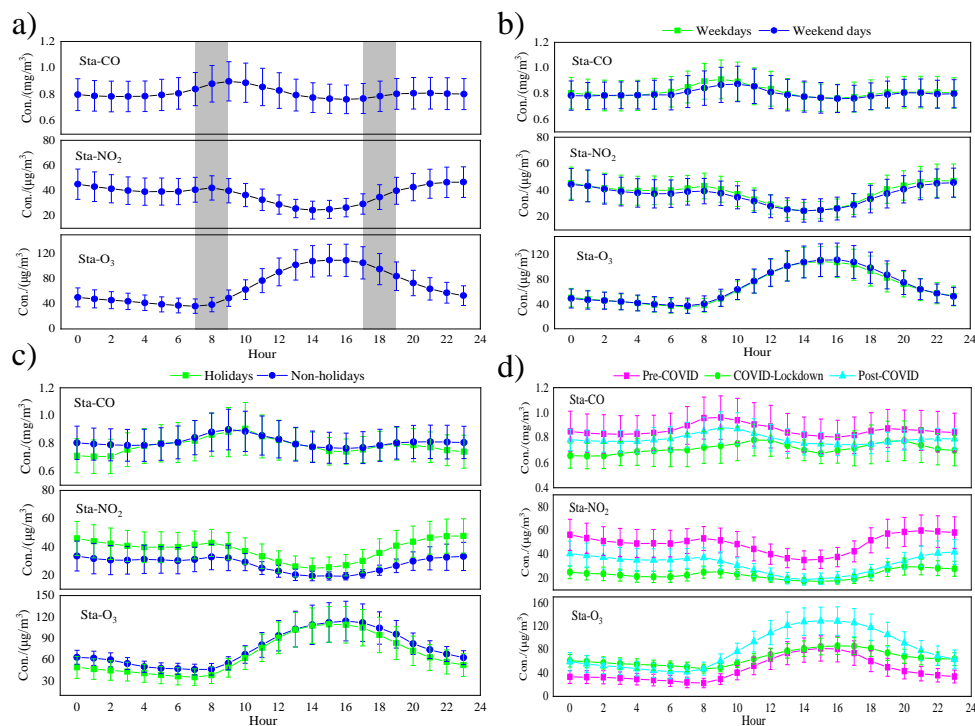 a)
1.2
1.0
0.8
0.6
Con./(mg/m³)
Sta-CO
80
60
40
20
Con./(μg/m³)
Sta-NO₂
120
80
40
0
Con./(μg/m³)
Sta-O₃
0 2 4 6 8 10 12 14 16 18 20 22 24
Hour
b)
Weekdays Weekend days
1.2
1.0
0.8
0.6
Con./(mg/m³)
Sta-CO
80
60
40
20
Con./(μg/m³)
Sta-NO₂
120
80
40
0
Con./(μg/m³)
Sta-O₃
0 2 4 6 8 10 12 14 16 18 20 22 24
Hour
c)
Holidays Non-holidays
1.2
1.0
0.8
0.6
Con./(mg/m³)
Sta-CO
80
60
40
20
Con./(μg/m³)
Sta-NO₂
150
120
90
60
30
Con./(μg/m³)
Sta-O₃
0 2 4 6 8 10 12 14 16 18 20 22 24
Hour
d)
Pre-COVID COVID-Lockdown Post-COVID
1.2
1.0
0.8
0.6
0.4
Con./(mg/m³)
Sta-CO
80
60
40
20
Con./(μg/m³)
Sta-NO₂
160
120
80
40
0
Con./(μg/m³)
Sta-O₃
0 2 4 6 8 10 12 14 16 18 20 22 24
Hour